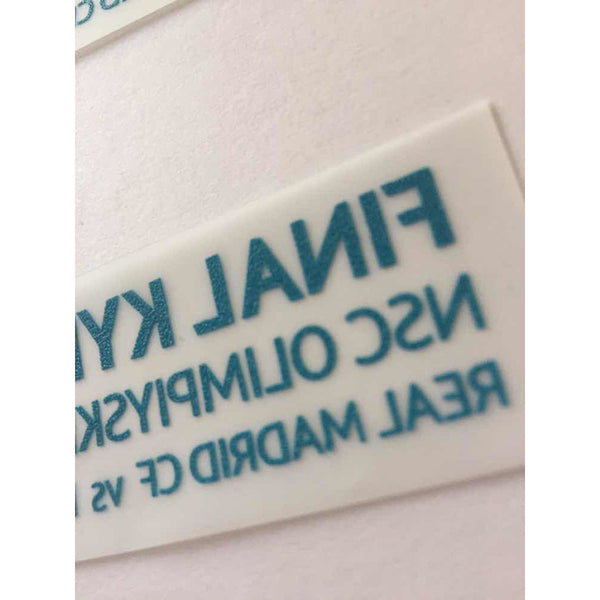 FINAL KY
NSC OLIMPIYSK
REAL MADRID CF vs